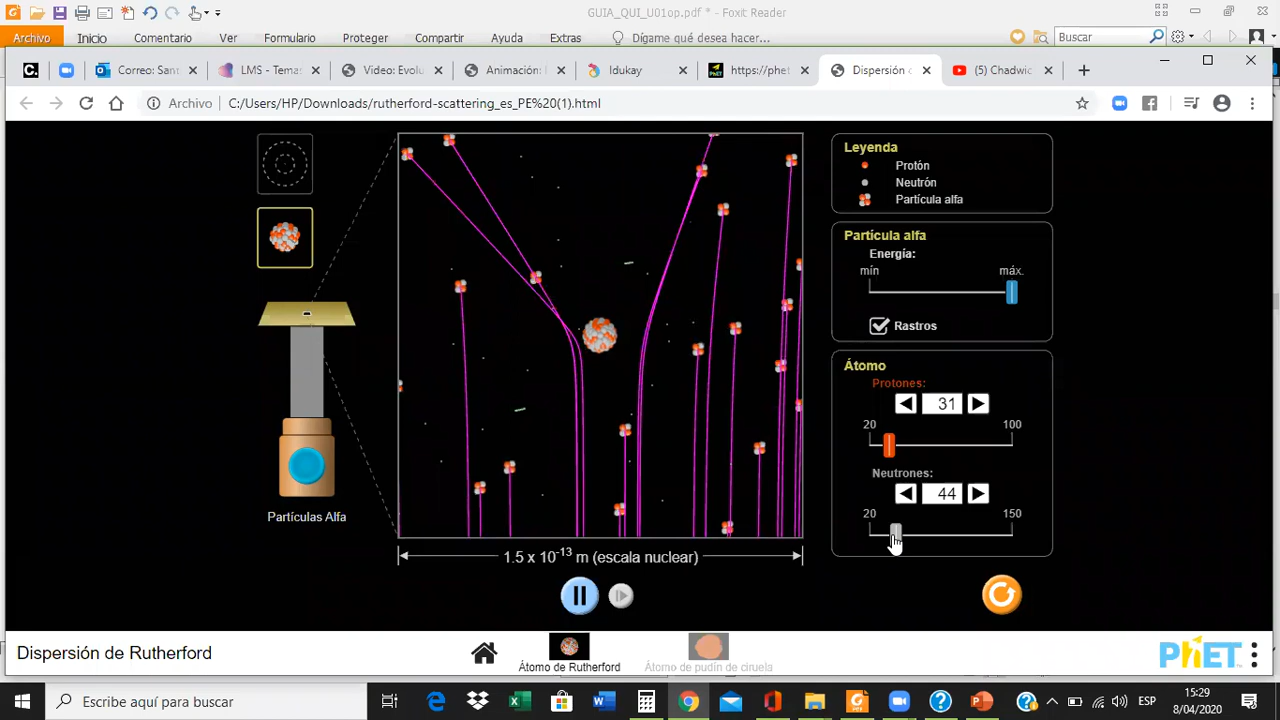 GUIA_QUI_U01op.pdf * - Foxit Reader
Archivo Inicio Comentario Ver Formulario Proteger Compartir Ayuda Extras Dígame qué desea hacer... Buscar
C. Correo: San LMS - Temas Video: Evol Animación: Idukay https://phe Dispersión (5) Chadwic
Archivo C:/Users/HP/Downloads/rutherford-scattering_es_PE%20(1).html
Leyenda
Protón
Neutrón
Partícula alfa
Partícula alfa
Energía:
mín máx.
Rastros
Átomo
Protones:
31
20 100
Neutrones:
44
20 150
Partículas Alfa
1.5 x 10-13 m (escala nuclear)
Dispersión de Rutherford
Átomo de Rutherford
Átomo de pudín de ciruela
PhET
Escribe aquí para buscar
ESP
15:29
8/04/2020